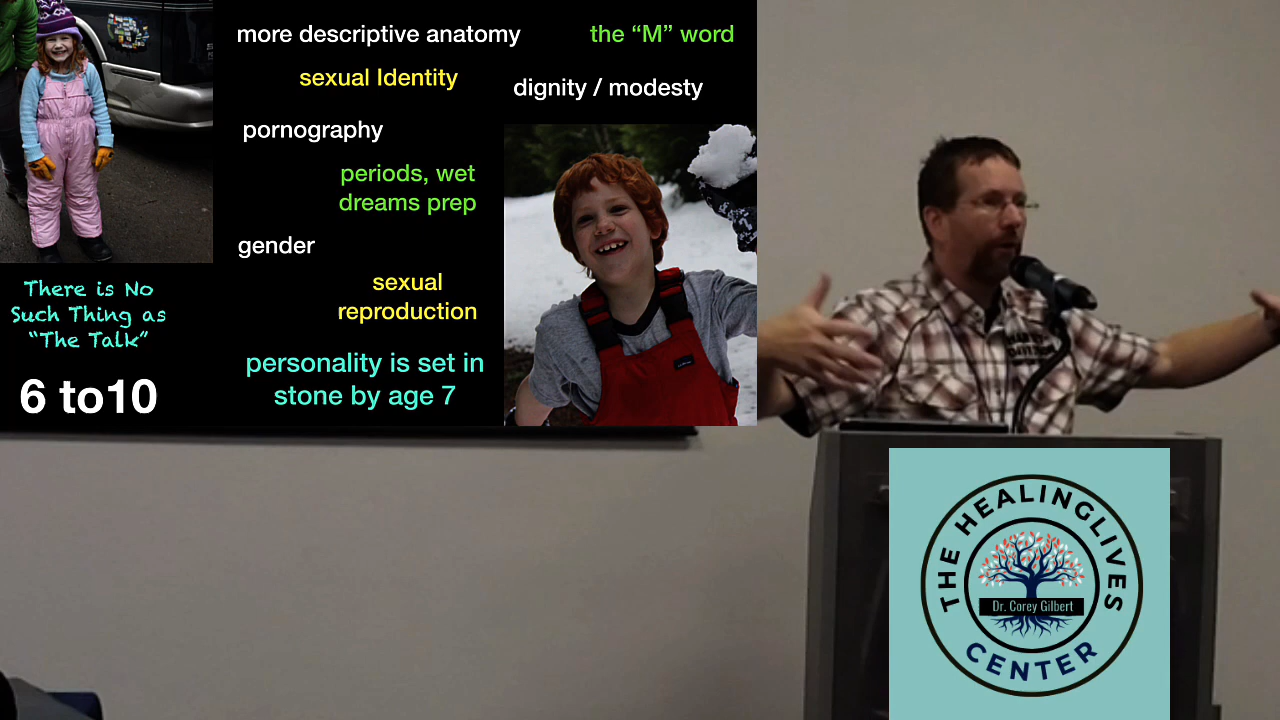 more descriptive anatomy
the “M” word
sexual Identity
dignity / modesty
pornography
periods, wet
dreams prep
gender
sexual
reproduction
personality is set in
stone by age 7
There is No
Such Thing as
“The Talk”
6 to10
THE HEALINGLIVES
Dr. Corey Gilbert
CENTER